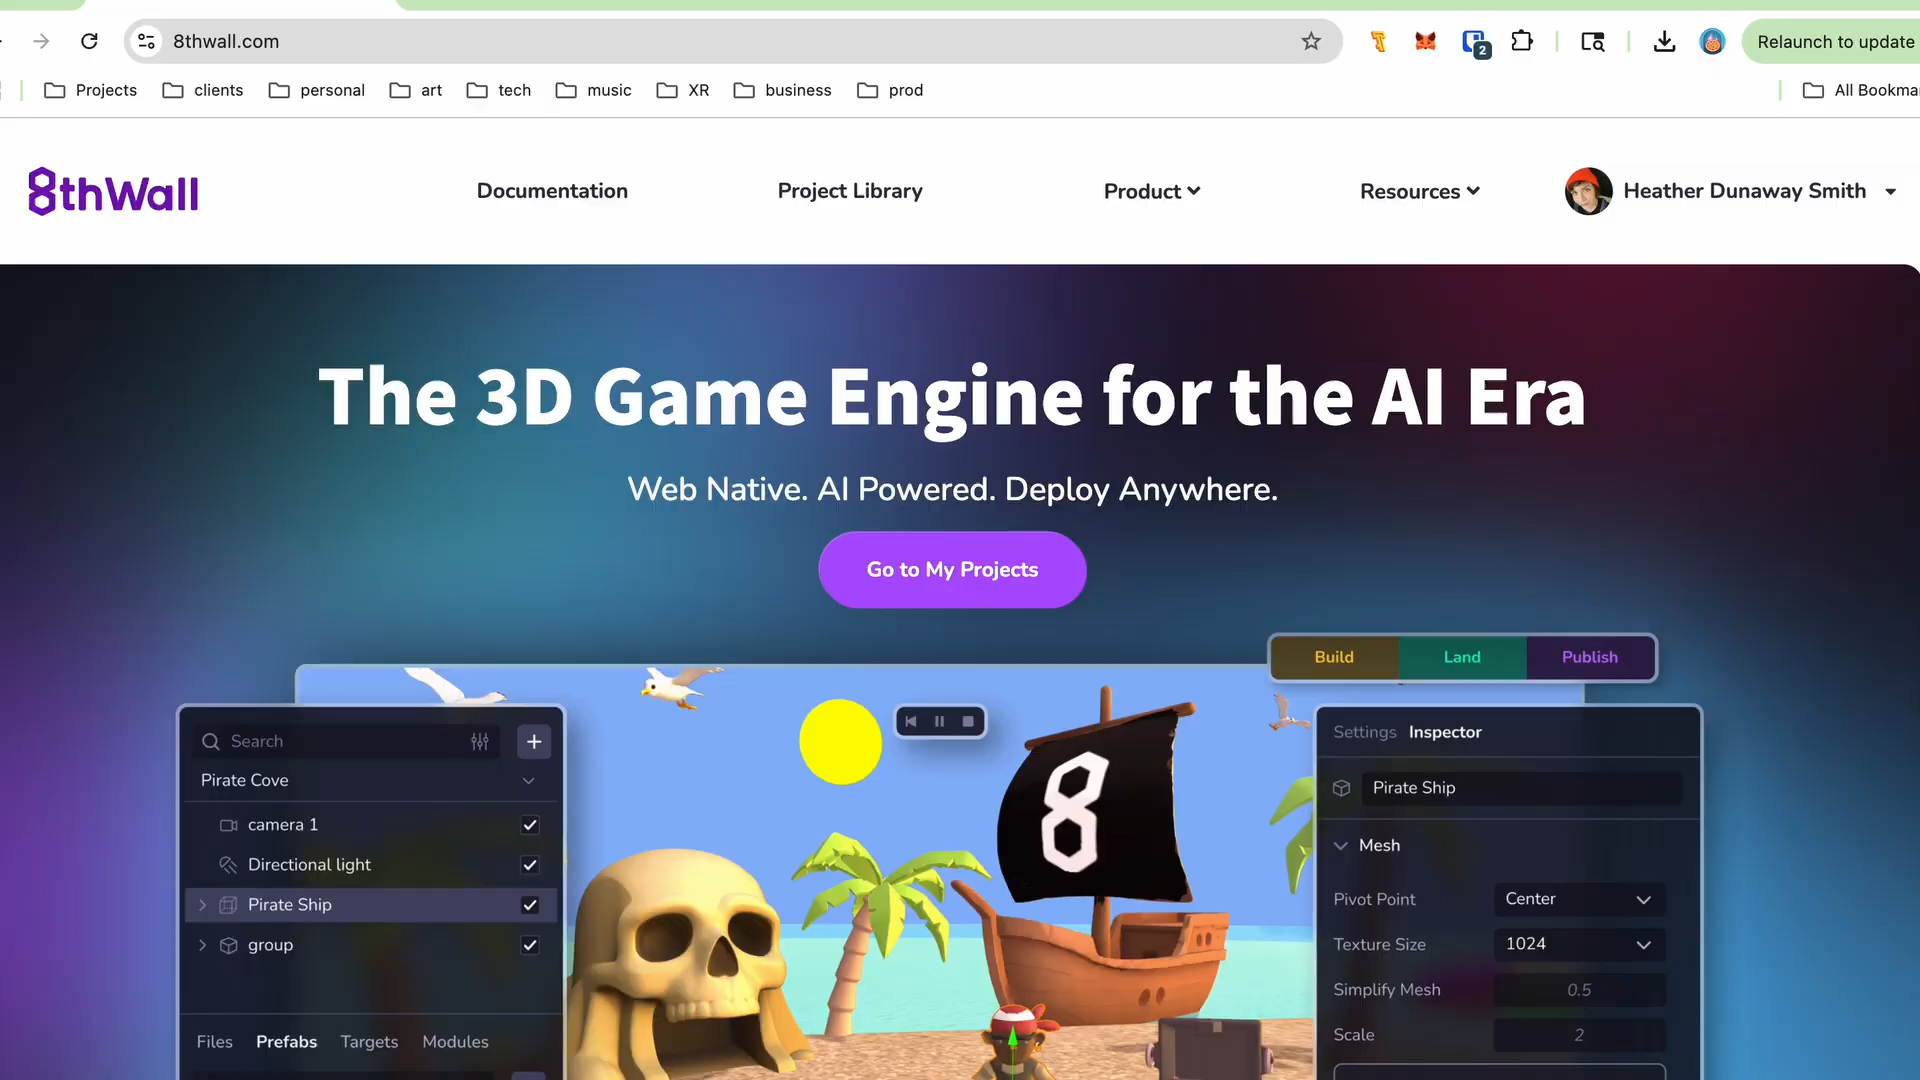 8thwall.com
2
Relaunch to update
Projects
clients
personal
art
tech
music
XR
business
prod
All Bookma
8thWall
Documentation
Project Library
Product
Resources
Heather Dunaway Smith
The 3D Game Engine for the AI Era
Web Native. AI Powered. Deploy Anywhere.
Go to My Projects
Build
Land
Publish
Search
Pirate Cove
camera 1
Directional light
Pirate Ship
group
Files
Prefabs
Targets
Modules
8
Settings
Inspector
Pirate Ship
Mesh
Pivot Point
Center
Texture Size
1024
Simplify Mesh
0.5
Scale
2